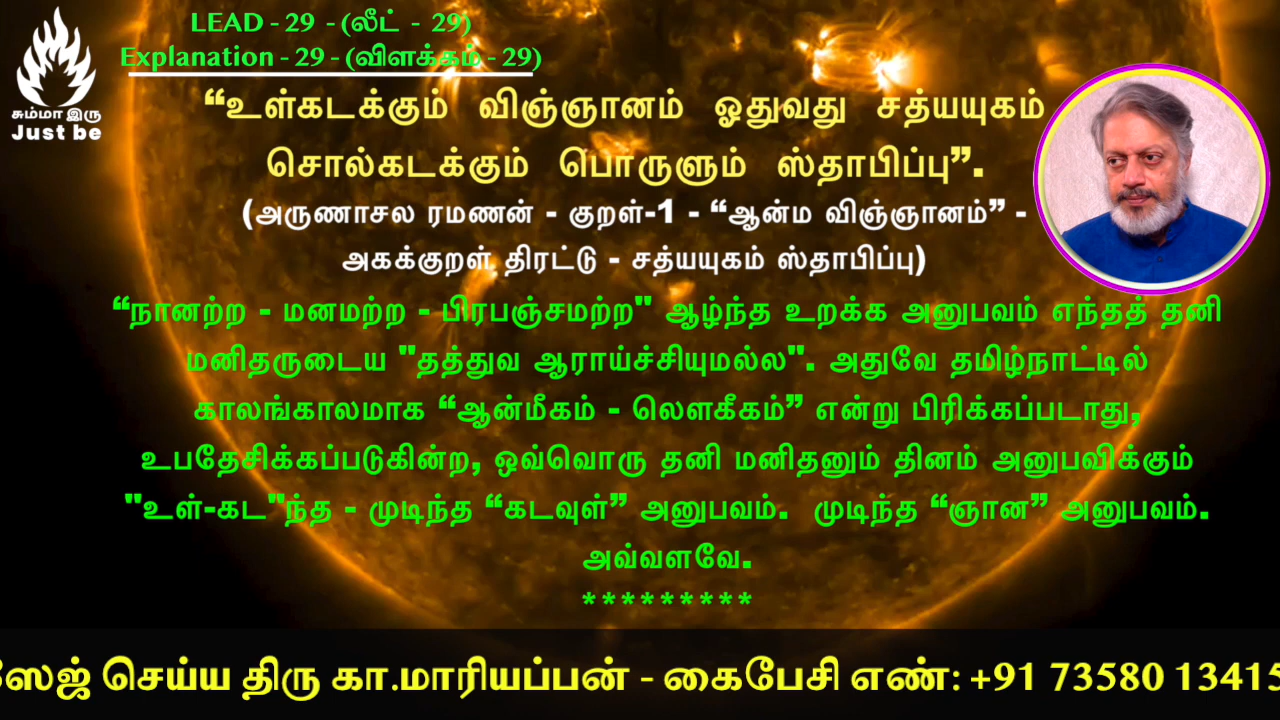 LEAD - 29 - (லீட் - 29)
Explanation - 29 - (விளக்கம் - 29)
சும்மா இரு
Just be
“உள்கடக்கும் விஞ்ஞானம் ஓதுவது சத்யயுகம்
சொல்கடக்கும் பொருளும் ஸ்தாபிப்பு”.
(அருணாசல ரமணன் - குறள்-1 - “ஆன்ம விஞ்ஞானம்” -
அகக்குறள் திரட்டு - சத்யயுகம் ஸ்தாபிப்பு)
“நானற்ற - மனமற்ற - பிரபஞ்சமற்ற" ஆழ்ந்த உறக்க அனுபவம் எந்தத் தனி
மனிதருடைய "தத்துவ ஆராய்ச்சியுமல்ல". அதுவே தமிழ்நாட்டில்
காலங்காலமாக “ஆன்மீகம் - லௌகீகம்” என்று பிரிக்கப்படாது,
உபதேசிக்கப்படுகின்ற, ஒவ்வொரு தனி மனிதனும் தினம் அனுபவிக்கும்
"உள்-கட"ந்த - முடிந்த “கடவுள்” அனுபவம். முடிந்த “ஞான” அனுபவம்.
அவ்வளவே.
*********
ஸேஜ் செய்ய திரு கா.மாரியப்பன் - கைபேசி எண்: +91 73580 13415